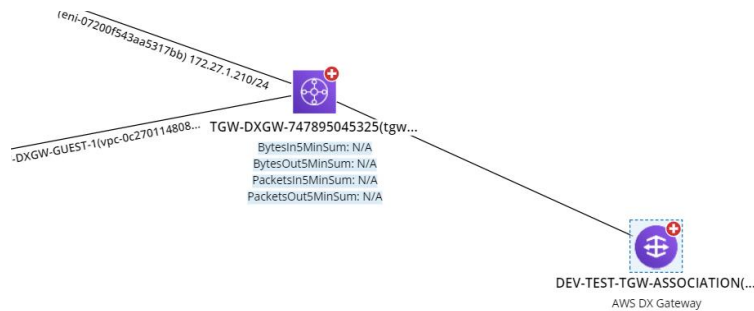 (eni-07200f543aa5317bb) 172.27.1.210/24
-DXGW-GUEST-1(vpc-0c270114808...
TGW-DXGW-747895045325(tgw...
BytesIn5MinSum: N/A
BytesOut5MinSum: N/A
PacketsIn5MinSum: N/A
PacketsOut5MinSum: N/A
DEV-TEST-TGW-ASSOCIATION(...
AWS DX Gateway